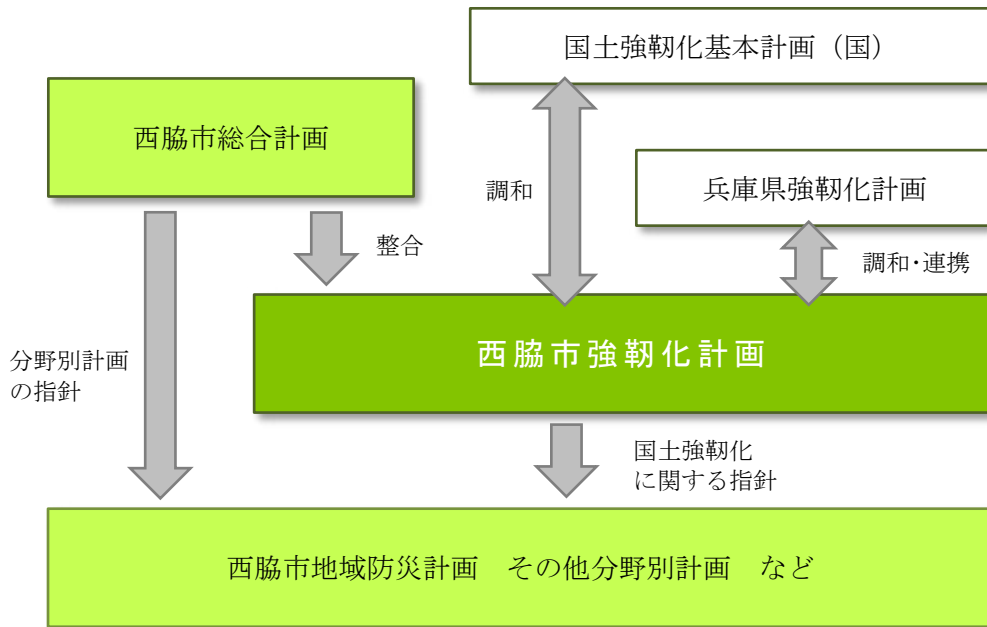 国土強靭化基本計画（国）
西脇市総合計画
調和
兵庫県強靭化計画
整合
調和･連携
西脇市強靭化計画
分野別計画
の指針
国土強靭化
に関する指針
西脇市地域防災計画　その他分野別計画　など